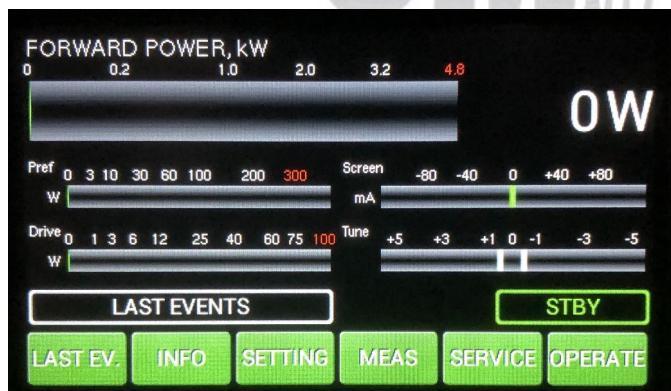 FORWARD POWER, kW
0 0.2 1.0 2.0 3.2 4.8
0W
Pref 0 3 10 30 60 100 200 300
W
Screen -80 -40 0 +40 +80
mA
Drive 0 1 3 6 12 25 40 60 75 100
W
Tune +5 +3 +1 0 -1 -3 -5
LAST EVENTS
STBY
LAST EV. INFO SETTING MEAS SERVICE OPERATE